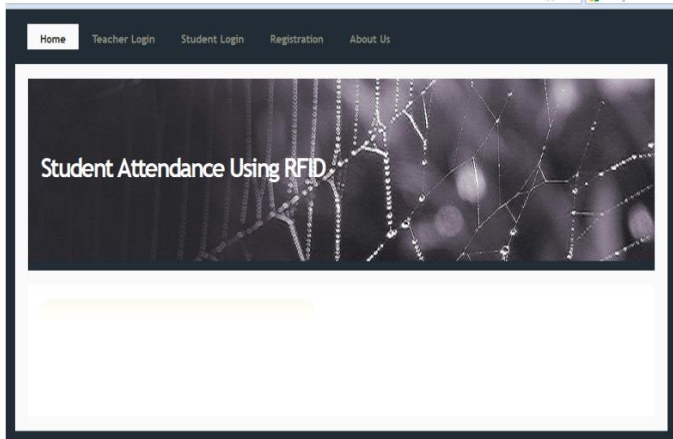 Home Teacher Login Student Login Registration About Us
Student Attendance Using RFID